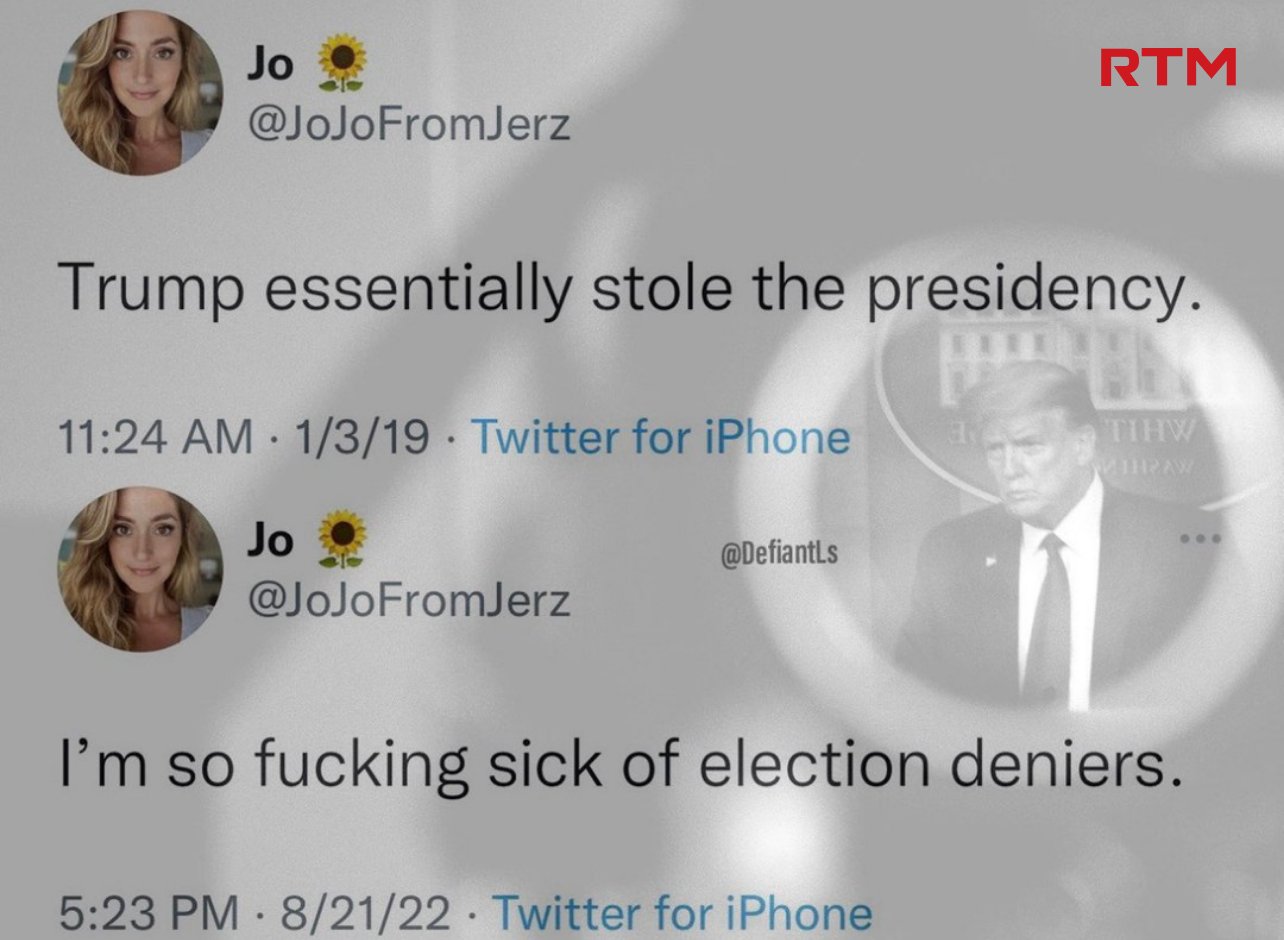 Jo 🌻
RTM
@JoJoFromJerz
Trump essentially stole the presidency.
11:24 AM · 1/3/19 · Twitter for iPhone
Jo 🌻
@DefiantLs
@JoJoFromJerz
I’m so fucking sick of election deniers.
5:23 PM · 8/21/22 · Twitter for iPhone